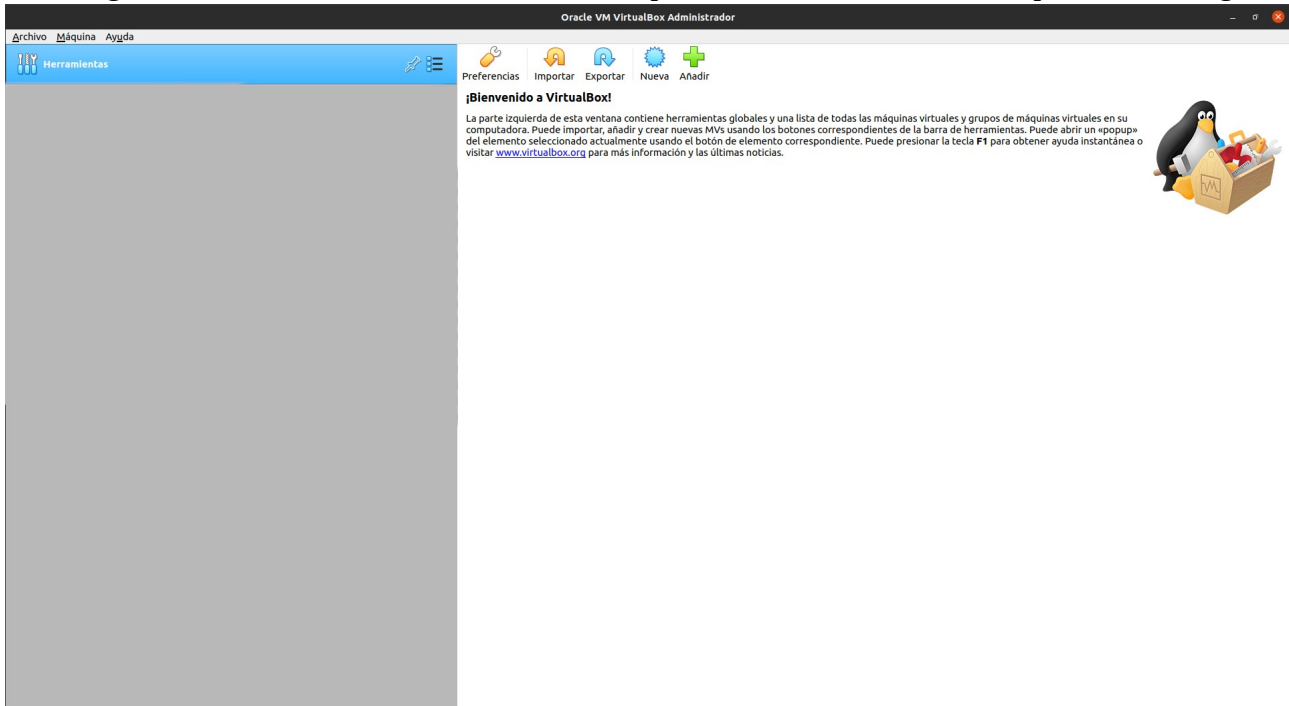 Oracle VM VirtualBox Administrador
Archivo Máquina Ayuda
Herramientas
Preferencias Importar Exportar Nueva Añadir
¡Bienvenido a VirtualBox!
La parte izquierda de esta ventana contiene herramientas globales y una lista de todas las máquinas virtuales y grupos de máquinas virtuales en su
computadora. Puede importar, añadir y crear nuevas MVs usando los botones correspondientes de la barra de herramientas. Puede abrir un «popup»
del elemento seleccionado actualmente usando el botón de elemento correspondiente. Puede presionar la tecla F1 para obtener ayuda instantánea o
visitar www.virtualbox.org para más información y las últimas noticias.